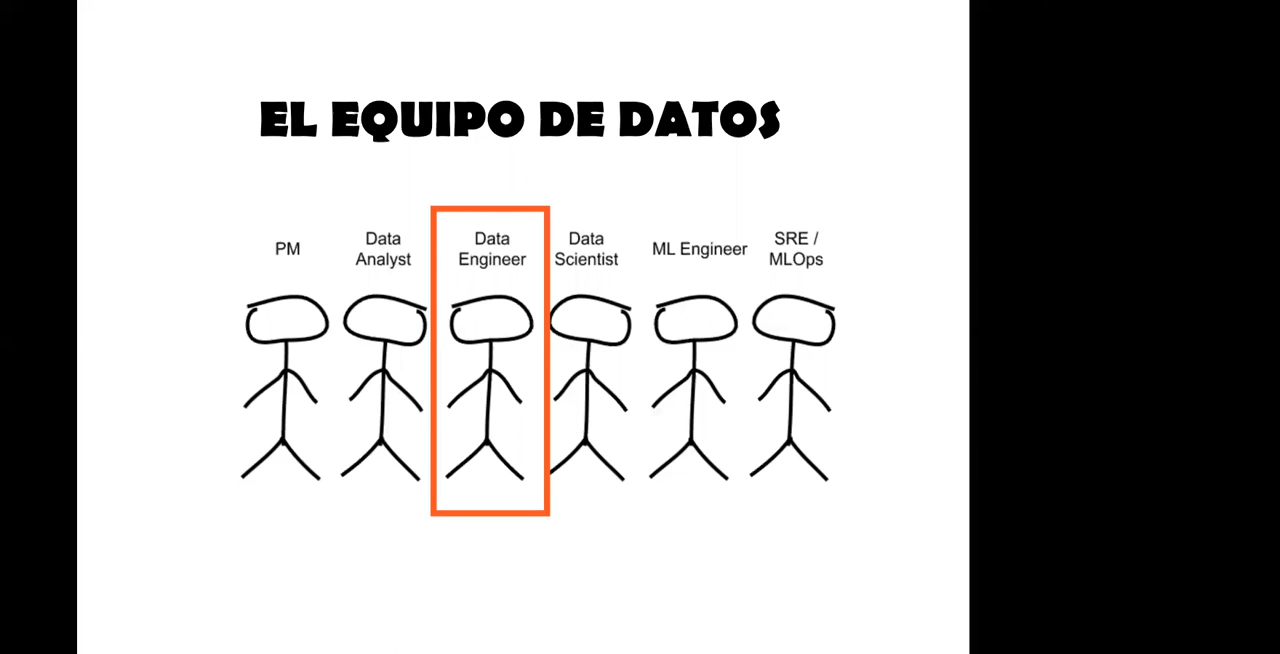 EL EQUIPO DE DATOS
PM
Data
Analyst
Data
Engineer
Data
Scientist
ML Engineer
SRE /
MLOps